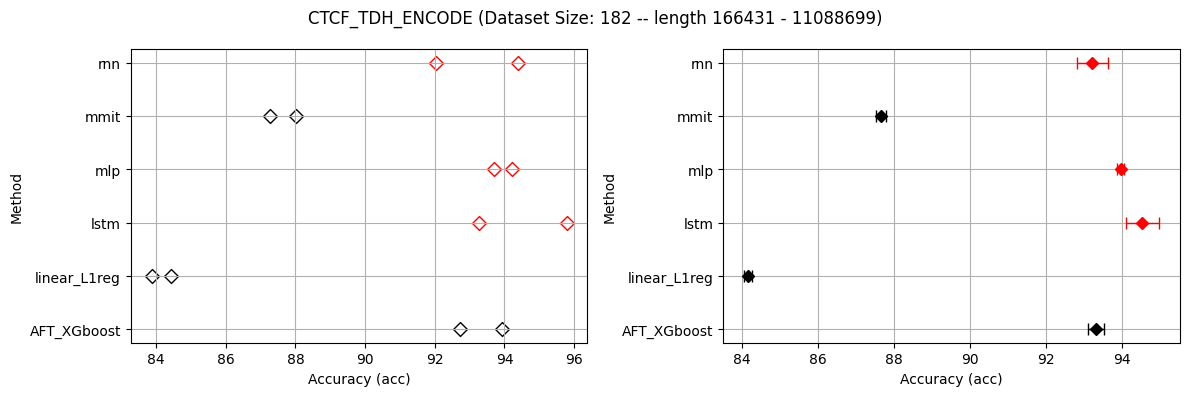 CTCF_TDH_ENCODE (Dataset Size: 182 -- length 166431 - 11088699)
Method
rnn
mmit
mlp
lstm
linear_L1reg
AFT_XGboost
84 86 88 90 92 94 96
Accuracy (acc)
Method
rnn
mmit
mlp
lstm
linear_L1reg
AFT_XGboost
84 86 88 90 92 94
Accuracy (acc)